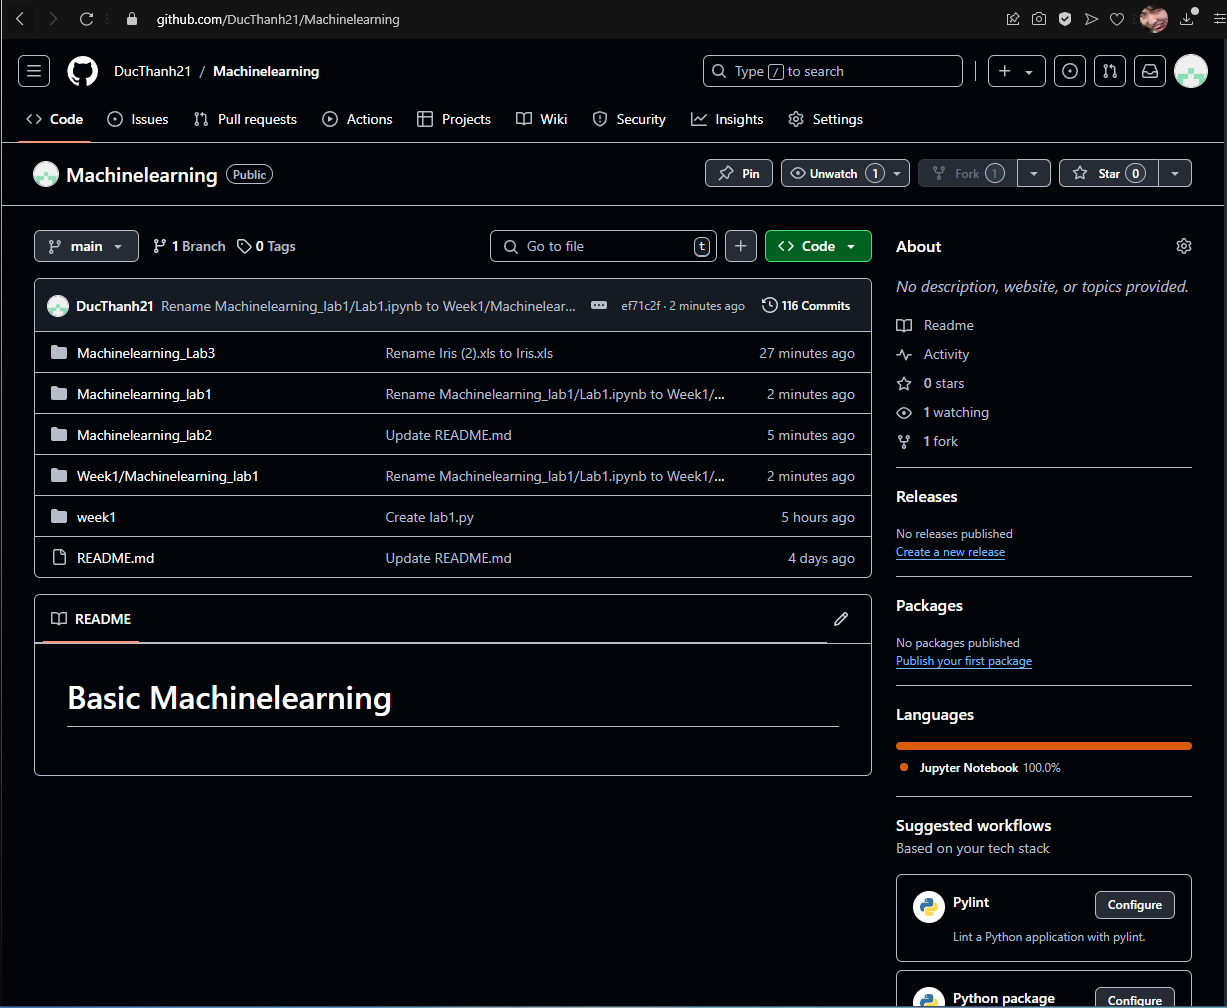 github.com/DucThanh21/Machinelearning
DucThanh21 / Machinelearning
Type / to search
Code Issues Pull requests Actions Projects Wiki Security Insights Settings
Machinelearning Public
Pin Unwatch 1 Fork 1 Star 0
main 1 Branch 0 Tags Go to file t + Code
DucThanh21 Rename Machinelearning_lab1/Lab1.ipynb to Week1/Machinelear... ef71c2f · 2 minutes ago 116 Commits
Machinelearning_Lab3 Rename Iris (2).xls to Iris.xls 27 minutes ago
Machinelearning_lab1 Rename Machinelearning_lab1/Lab1.ipynb to Week1/... 2 minutes ago
Machinelearning_lab2 Update README.md 5 minutes ago
Week1/Machinelearning_lab1 Rename Machinelearning_lab1/Lab1.ipynb to Week1/... 2 minutes ago
week1 Create lab1.py 5 hours ago
README.md Update README.md 4 days ago
README
Basic Machinelearning
About
No description, website, or topics provided.
Readme
Activity
0 stars
1 watching
1 fork
Releases
No releases published
Create a new release
Packages
No packages published
Publish your first package
Languages
Jupyter Notebook 100.0%
Suggested workflows
Based on your tech stack
Pylint Configure
Lint a Python application with pylint.
Python package Configure